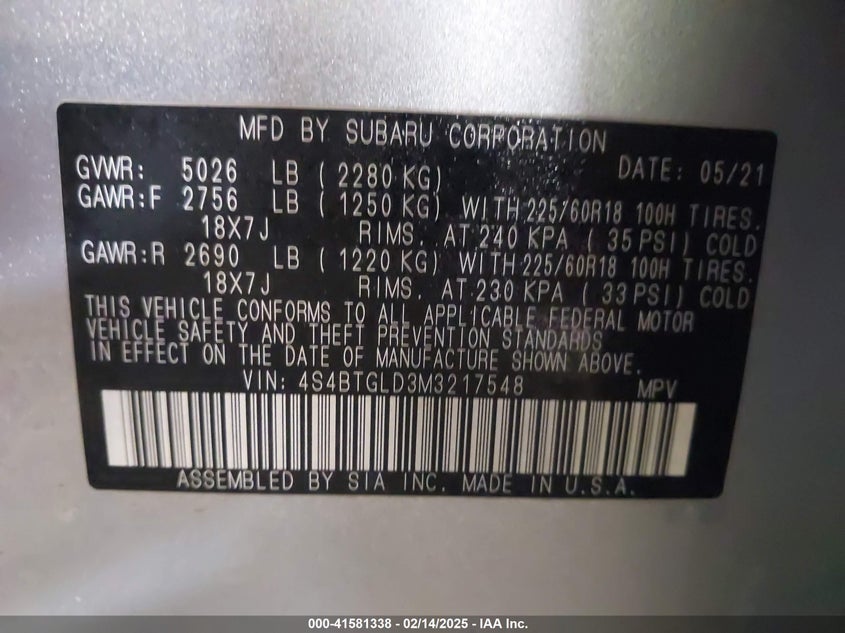 MFD BY SUBARU CORPORATION
GVWR: 5026 LB ( 2280 KG) DATE: 05/21
GAWR:F 2756 LB ( 1250 KG) WITH 225/60R18 100H TIRES.
18X7J RIMS. AT 240 KPA ( 35 PSI) COLD
GAWR:R 2690 LB ( 1220 KG) WITH 225/60R18 100H TIRES.
18X7J RIMS. AT 230 KPA ( 33 PSI) COLD
THIS VEHICLE CONFORMS TO ALL APPLICABLE FEDERAL MOTOR
VEHICLE SAFETY AND THEFT PREVENTION STANDARDS
IN EFFECT ON THE DATE OF MANUFACTURE SHOWN ABOVE.
VIN: 4S4BTGLD3M3217548 MPV
ASSEMBLED BY SIA INC. MADE IN U.S.A.
000-41581338 - 02/14/2025 - IAA Inc.